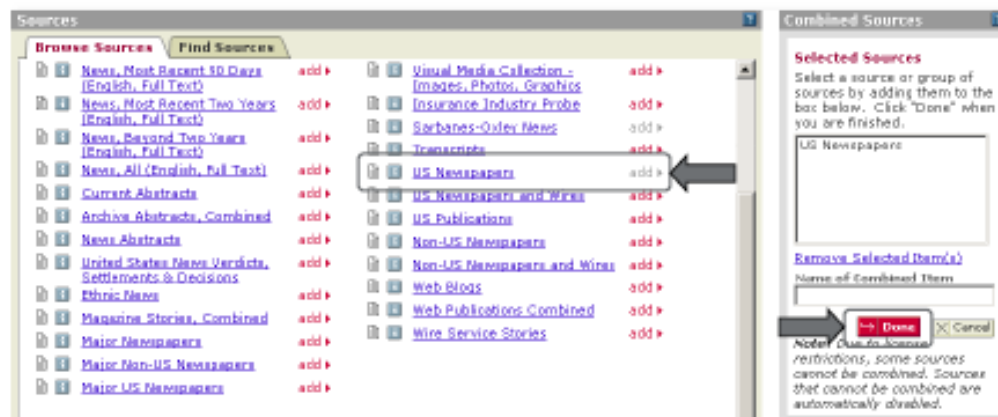 Sources
Browse Sources
Find Sources
News, Most Recent 90 Days
(English, Full Text)
add
News, Most Recent Two Years
(English, Full Text)
add
News, Beyond Two Years
(English, Full Text)
add
News, All (English, Full Text)
add
Current Abstracts
add
Archive Abstracts, Combined
add
News Abstracts
add
United States News Verdicts,
Settlements & Decisions
add
Ethnic News
add
Magazine Stories, Combined
add
Major Newspapers
add
Major Non-US Newspapers
add
Major US Newspapers
add
Visual Media Collection -
Images, Photos, Graphics
add
Insurance Industry Probe
add
Sarbanes-Oxley News
add
Transcripts
add
US Newspapers
add
US Newspapers and Wires
add
US Publications
add
Non-US Newspapers
add
Non-US Newspapers and Wires
add
Web Blogs
add
Web Publications Combined
add
Wire Service Stories
add
Combined Sources
Selected Sources
Select a source or group of
sources by adding them to the
box below. Click "Done" when
you are finished.
US Newspapers
Remove Selected Item(s)
Name of Combined Item
Done
Cancel
Note: Due to license
restrictions, some sources
cannot be combined. Sources
that cannot be combined are
automatically disabled.